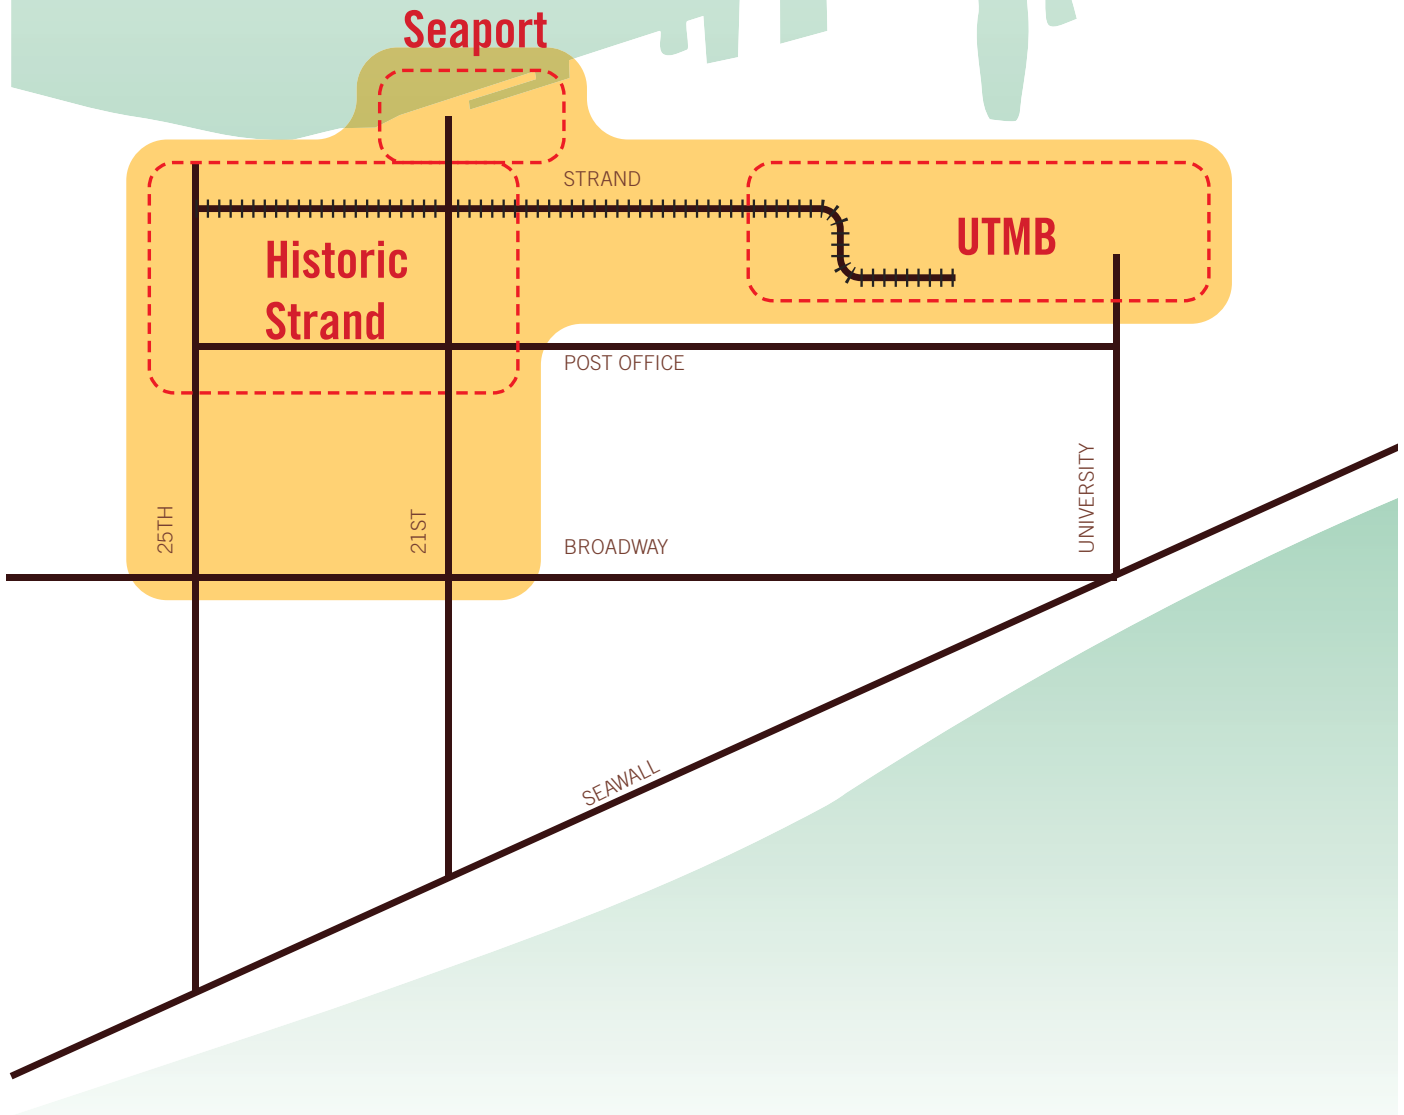 Seaport
STRAND
UTMB
Historic
Strand
POST OFFICE
25TH
21ST
BROADWAY
UNIVERSITY
SEAWALL